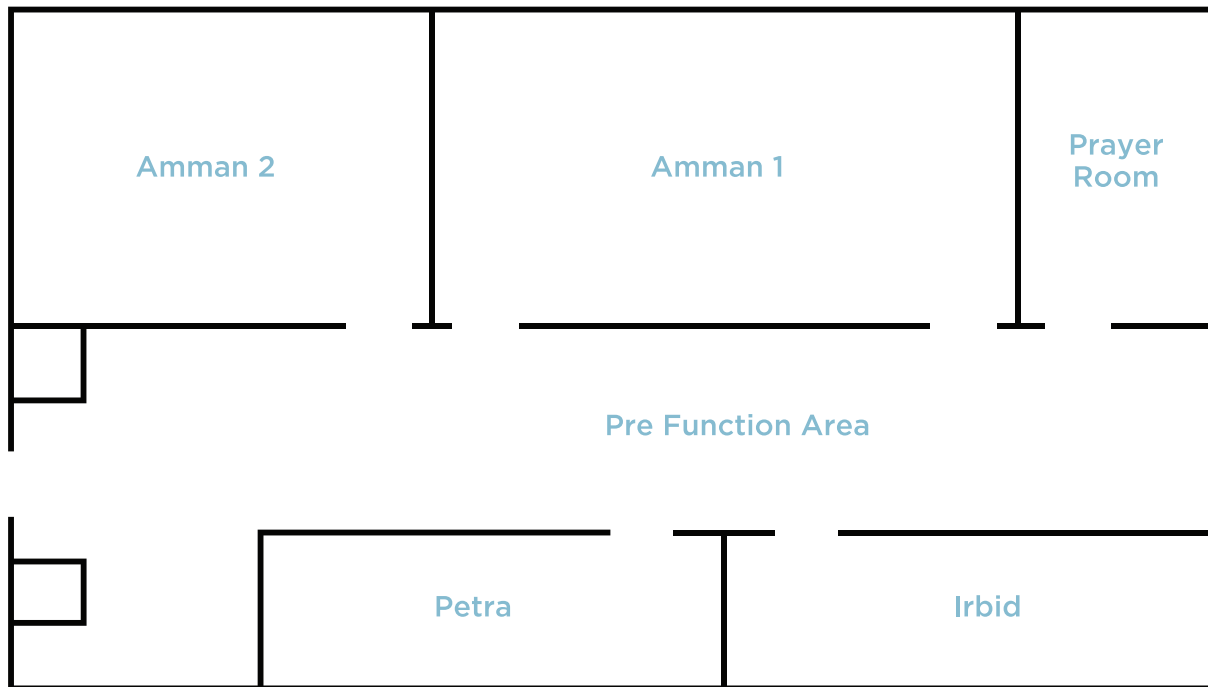 Amman 2
Amman 1
Prayer
Room
Pre Function Area
Petra
Irbid